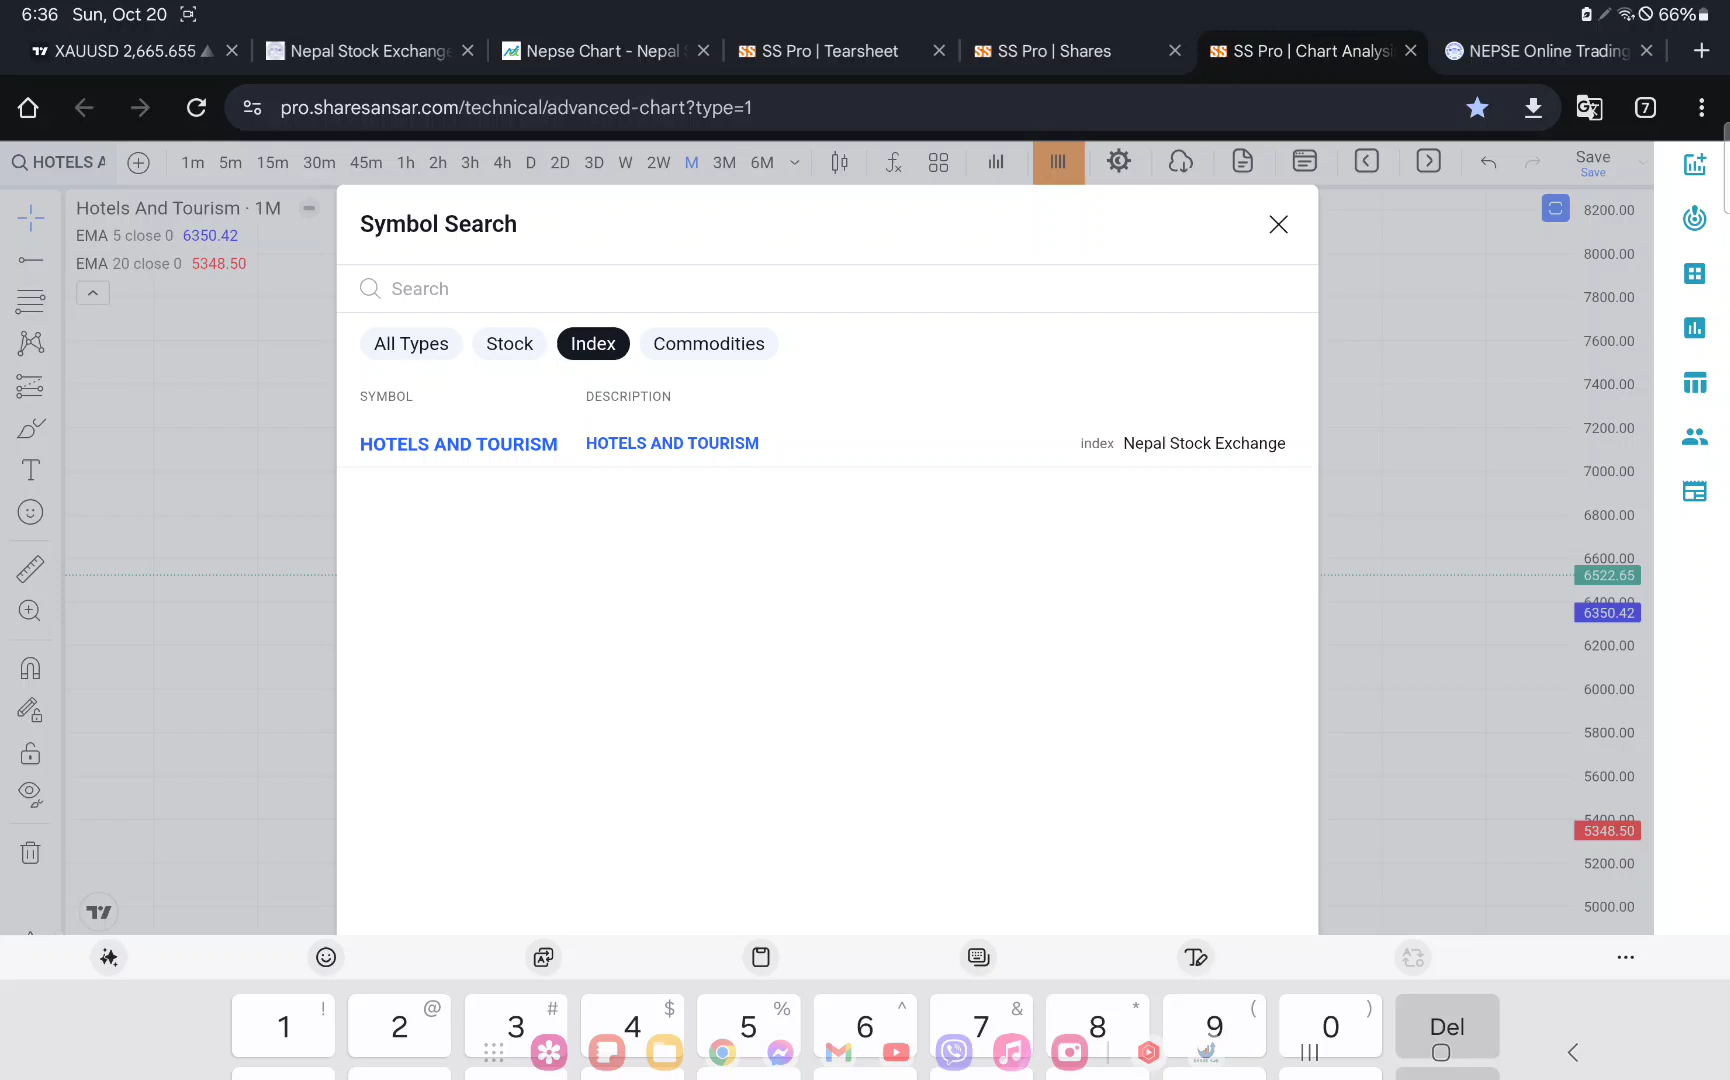 6:36 Sun, Oct 20 66%
XAUUSD 2,665.655
Nepal Stock Exchange
Nepse Chart - Nepal
SS Pro | Tearsheet
SS Pro | Shares
SS Pro | Chart Analysi
NEPSE Online Trading
pro.sharesansar.com/technical/advanced-chart?type=1
7
HOTELS A
1m 5m 15m 30m 45m 1h 2h 3h 4h D 2D 3D W 2W M 3M 6M
Save
Save
Hotels And Tourism · 1M
EMA 5 close 0 6350.42
EMA 20 close 0 5348.50
Symbol Search
Search
All Types Stock Index Commodities
SYMBOL DESCRIPTION
HOTELS AND TOURISM HOTELS AND TOURISM index Nepal Stock Exchange
8200.00
8000.00
7800.00
7600.00
7400.00
7200.00
7000.00
6800.00
6600.00
6522.65
6400.00
6350.42
6200.00
6000.00
5800.00
5600.00
5400.00
5348.50
5200.00
5000.00
! @ # $ % ^ & * ( )
1 2 3 4 5 6 7 8 9 0 Del